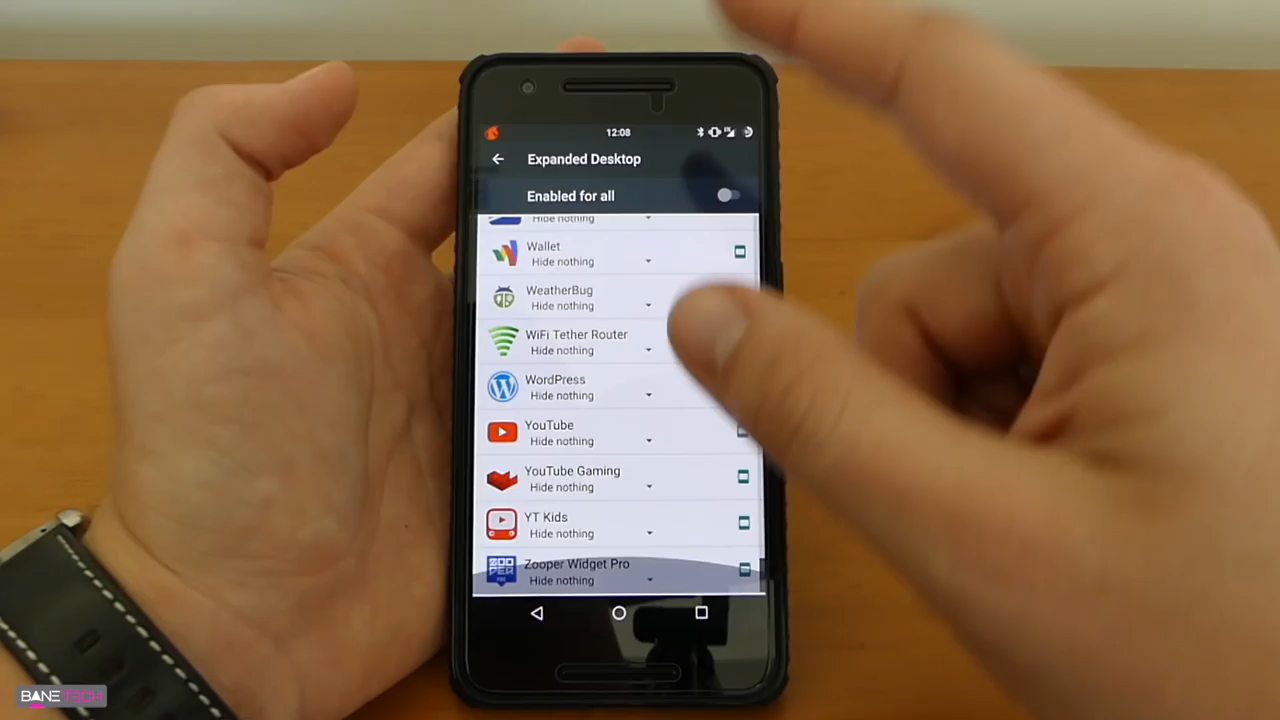 12:08
Expanded Desktop
Enabled for all
Hide nothing
Wallet
Hide nothing
WeatherBug
Hide nothing
WiFi Tether Router
Hide nothing
WordPress
Hide nothing
YouTube
Hide nothing
YouTube Gaming
Hide nothing
YT Kids
Hide nothing
ZOO
PER
Zooper Widget Pro
Hide nothing
BANE TECH